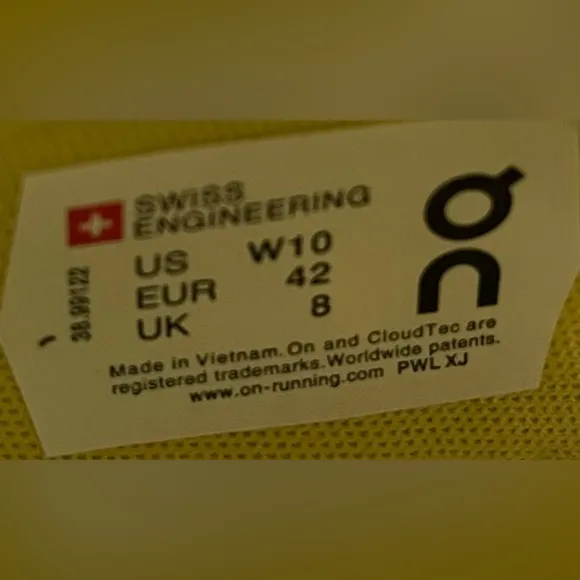 SWISS
ENGINEERING
US W10
EUR 42
UK 8
38.99122
Made in Vietnam. On and CloudTec are
registered trademarks. Worldwide patents.
www.on-running.com PWL XJ